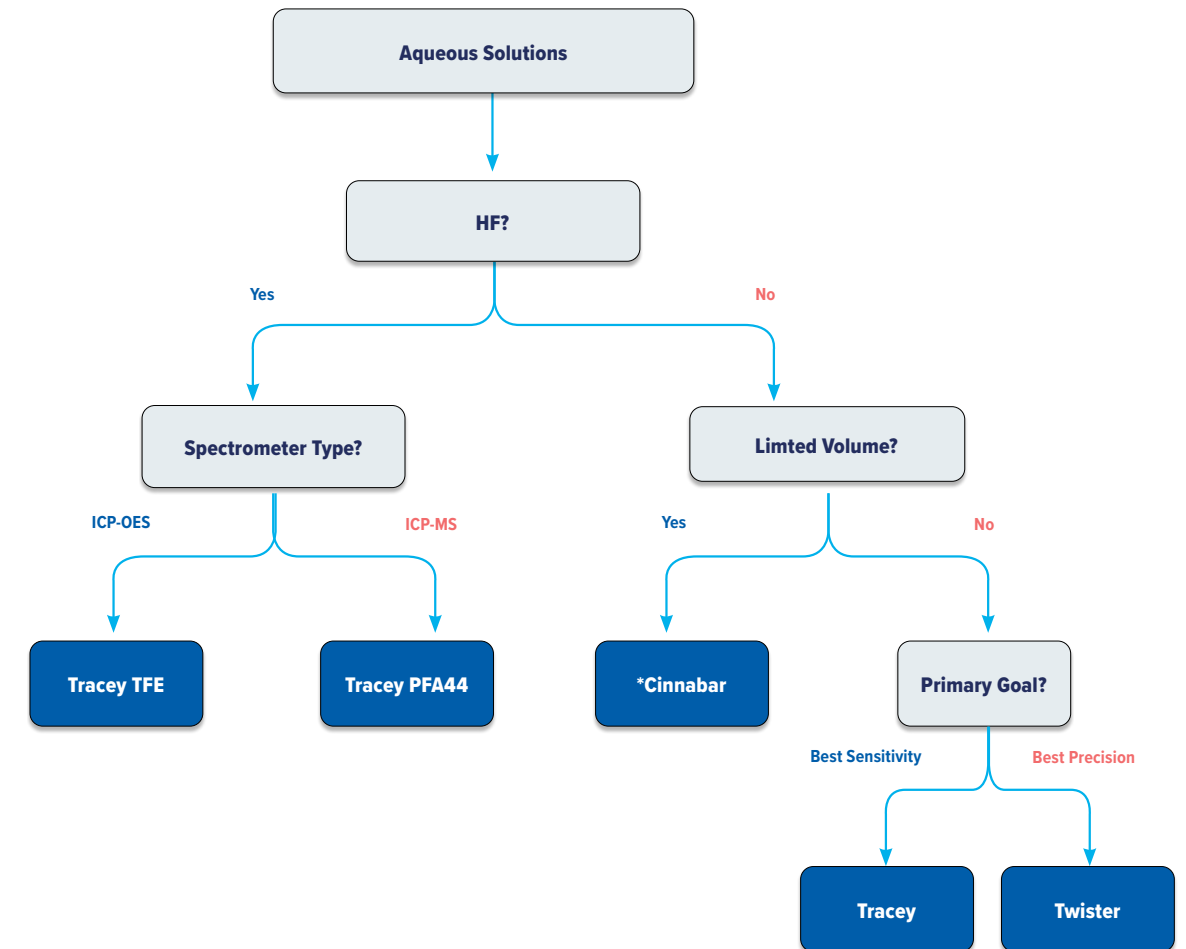 Aqueous Solutions
HF?
Yes
No
Spectrometer Type?
Limted Volume?
ICP-OES
ICP-MS
Yes
No
Tracey TFE
Tracey PFA44
*Cinnabar
Primary Goal?
Best Sensitivity
Best Precision
Tracey
Twister